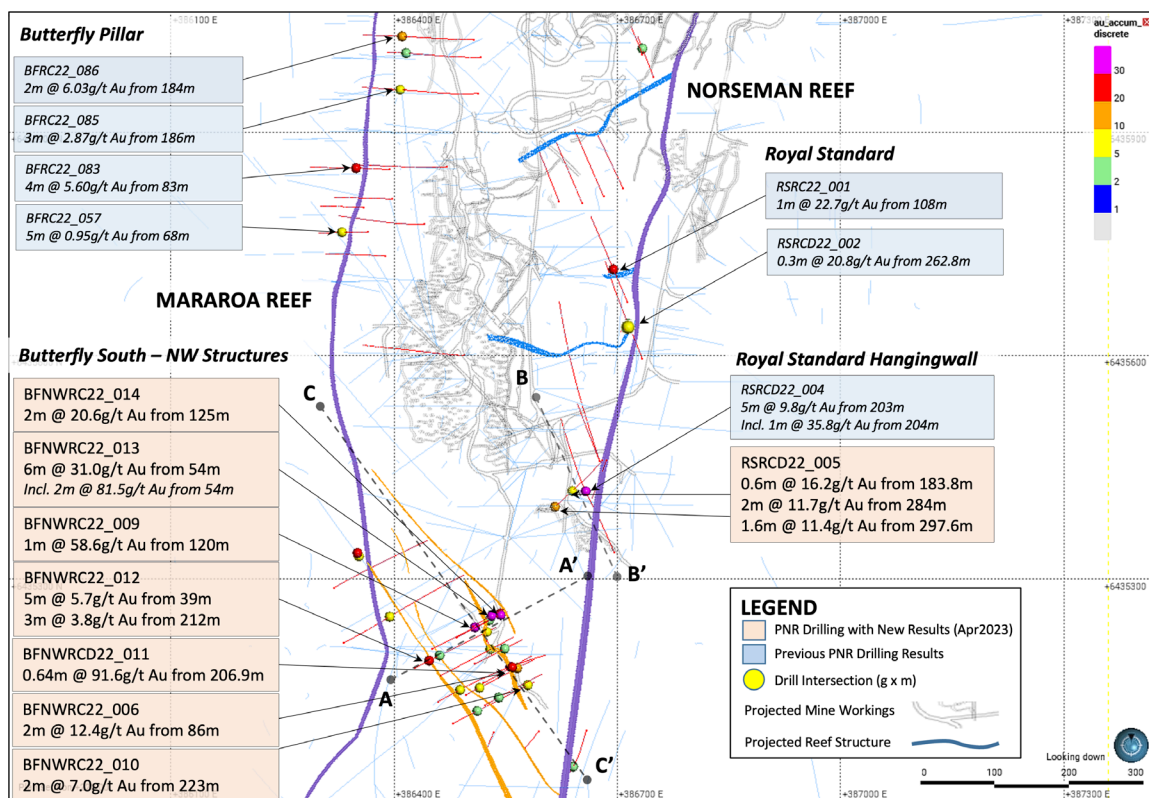 +386100 E
+386400 E
+386700 E
+387000 E
+387300 E
au_accum_
discrete
30
20
10
5
2
1
Butterfly Pillar
BFRC22_086
2m @ 6.03g/t Au from 184m
BFRC22_085
3m @ 2.87g/t Au from 186m
BFRC22_083
4m @ 5.60g/t Au from 83m
BFRC22_057
5m @ 0.95g/t Au from 68m
NORSEMAN REEF
+6435900
Royal Standard
RSRC22_001
1m @ 22.7g/t Au from 108m
RSRCD22_002
0.3m @ 20.8g/t Au from 262.8m
MARAROA REEF
+6435600
Butterfly South – NW Structures
BFNWRC22_014
2m @ 20.6g/t Au from 125m
BFNWRC22_013
6m @ 31.0g/t Au from 54m
Incl. 2m @ 81.5g/t Au from 54m
BFNWRC22_009
1m @ 58.6g/t Au from 120m
BFNWRC22_012
5m @ 5.7g/t Au from 39m
3m @ 3.8g/t Au from 212m
BFNWRCD22_011
0.64m @ 91.6g/t Au from 206.9m
BFNWRC22_006
2m @ 12.4g/t Au from 86m
BFNWRC22_010
2m @ 7.0g/t Au from 223m
Royal Standard Hangingwall
RSRCD22_004
5m @ 9.8g/t Au from 203m
Incl. 1m @ 35.8g/t Au from 204m
RSRCD22_005
0.6m @ 16.2g/t Au from 183.8m
2m @ 11.7g/t Au from 284m
1.6m @ 11.4g/t Au from 297.6m
C
B
A'
B'
A
C'
+6435300
LEGEND
PNR Drilling with New Results (Apr2023)
Previous PNR Drilling Results
Drill Intersection (g x m)
Projected Mine Workings
Projected Reef Structure
Looking down
0 100 200 300
+386100 E
+386400 E
+386700 E
+387000 E
+387300 E